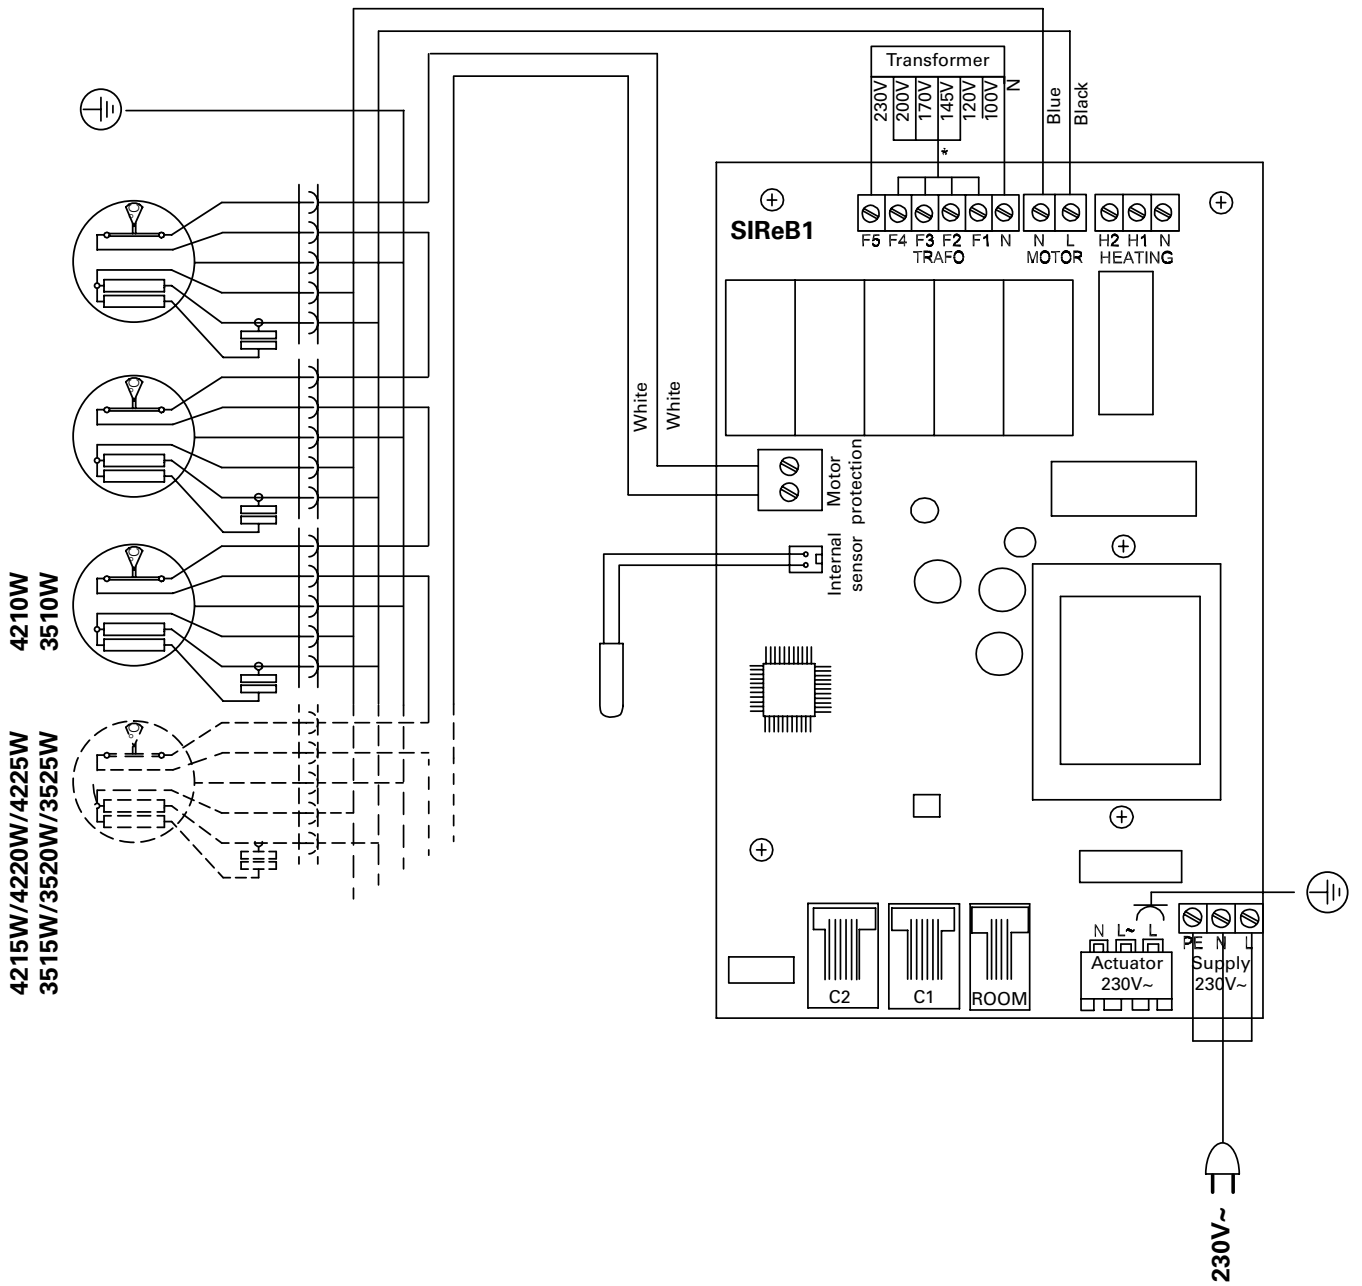 Transformer
230V
200V
170V
145V
120V
100V
N
*
Blue
Black
SIReB1
F5 F4 F3 F2 F1 N
TRAFO
N L
MOTOR
H2 H1 N
HEATING
White
White
Motor
protection
Internal
sensor
4210W
3510W
4215W/4220W/4225W
3515W/3520W/3525W
C2
C1
ROOM
N L~ L
Actuator
230V~
PE N L
Supply
230V~
230V~